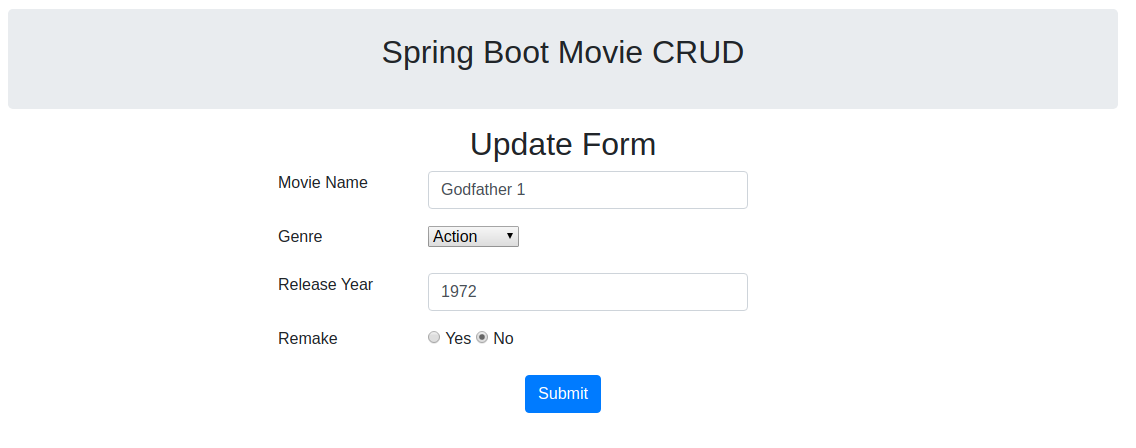 Spring Boot Movie CRUD
Update Form
Movie Name Godfather 1
Genre Action
Release Year 1972
Remake Yes No
Submit